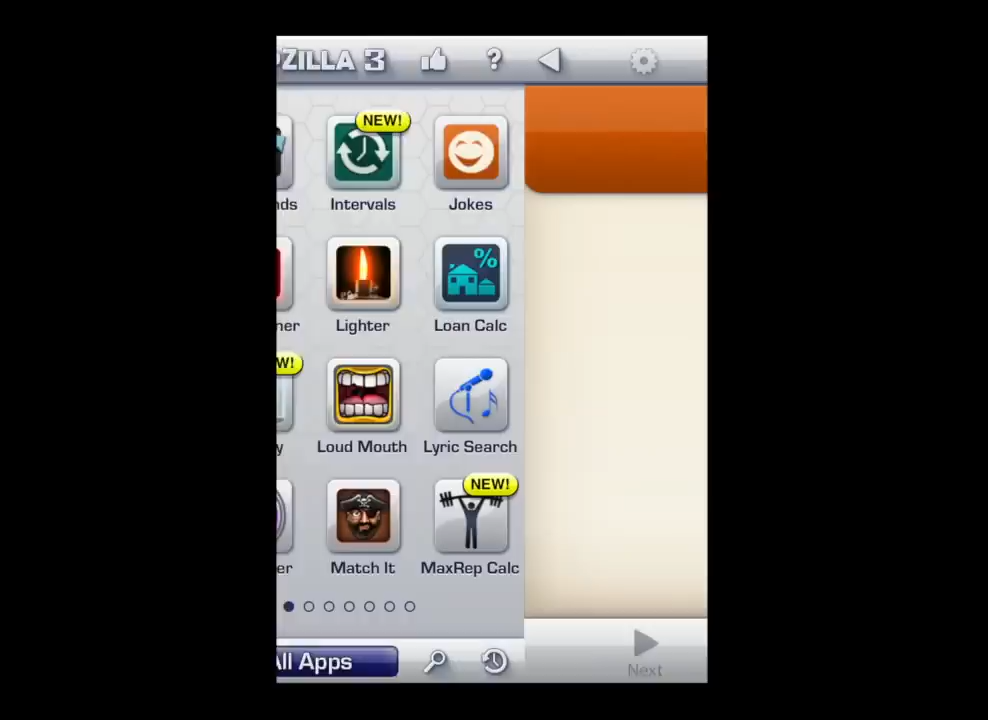 ZILLA 3 ?
NEW!
nds Intervals Jokes
%
ner Lighter Loan Calc
W!
y Loud Mouth Lyric Search
NEW!
er Match It MaxRep Calc
All Apps
Next